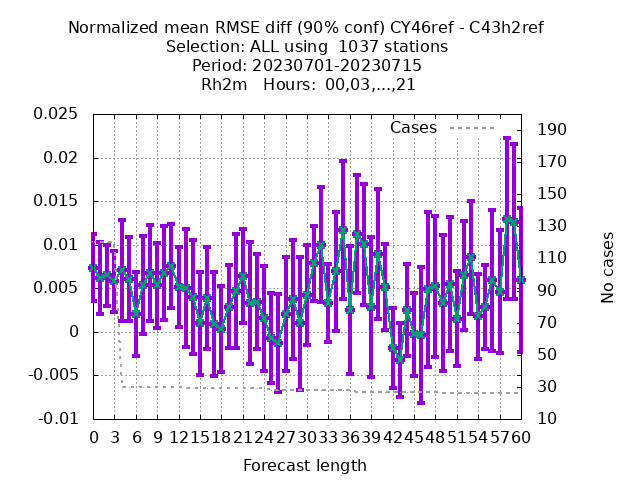 Normalized mean RMSE diff (90% conf) CY46ref - C43h2ref
Selection: ALL using  1037 stations
Period: 20230701-20230715
Rh2m   Hours:  00,03,...,21
Cases
0.025
0.02
0.015
0.01
0.005
0
-0.005
-0.01
190
170
150
130
110
90
70
50
30
10
No cases
0 3 6 9 12 15 18 21 24 27 30 33 36 39 42 45 48 51 54 57 60
Forecast length